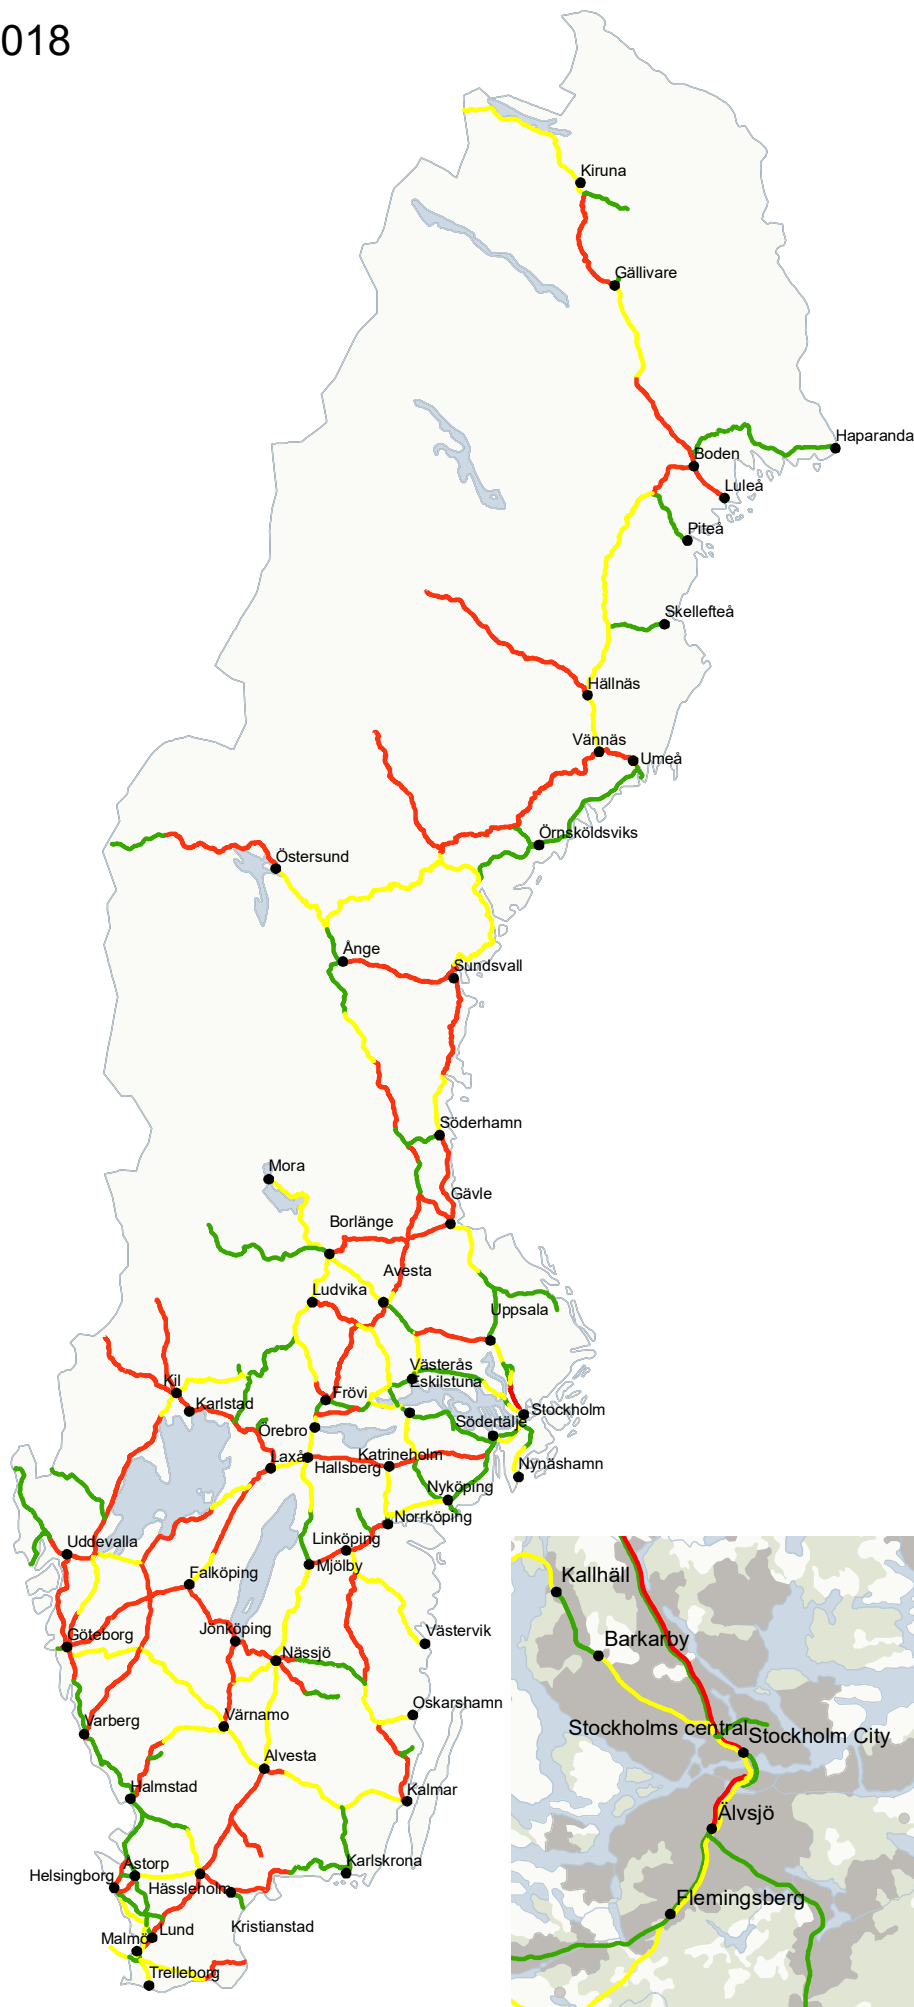 018
Kiruna
Gällivare
Haparanda
Boden
Luleå
Piteå
Skellefteå
Hällnäs
Vännäs
Umeå
Örnsköldsviks
Östersund
Ånge
Sundsvall
Söderhamn
Mora
Gävle
Borlänge
Avesta
Ludvika
Uppsala
Västerås
Kil
Eskilstuna
Frövi
Karlstad
Stockholm
Södertälje
Örebro
Katrineholm
Laxå
Hallsberg
Nynäshamn
Nyköping
Norrköping
Linköping
Uddevalla
Mjölby
Falköping
Kallhäll
Jönköping
Västervik
Göteborg
Barkarby
Nässjö
Oskarshamn
Värnamo
Varberg
Stockholms central
Stockholm City
Alvesta
Halmstad
Kalmar
Älvsjö
Karlskrona
Åstorp
Helsingborg
Hässleholm
Flemingsberg
Kristianstad
Lund
Malmö
Trelleborg